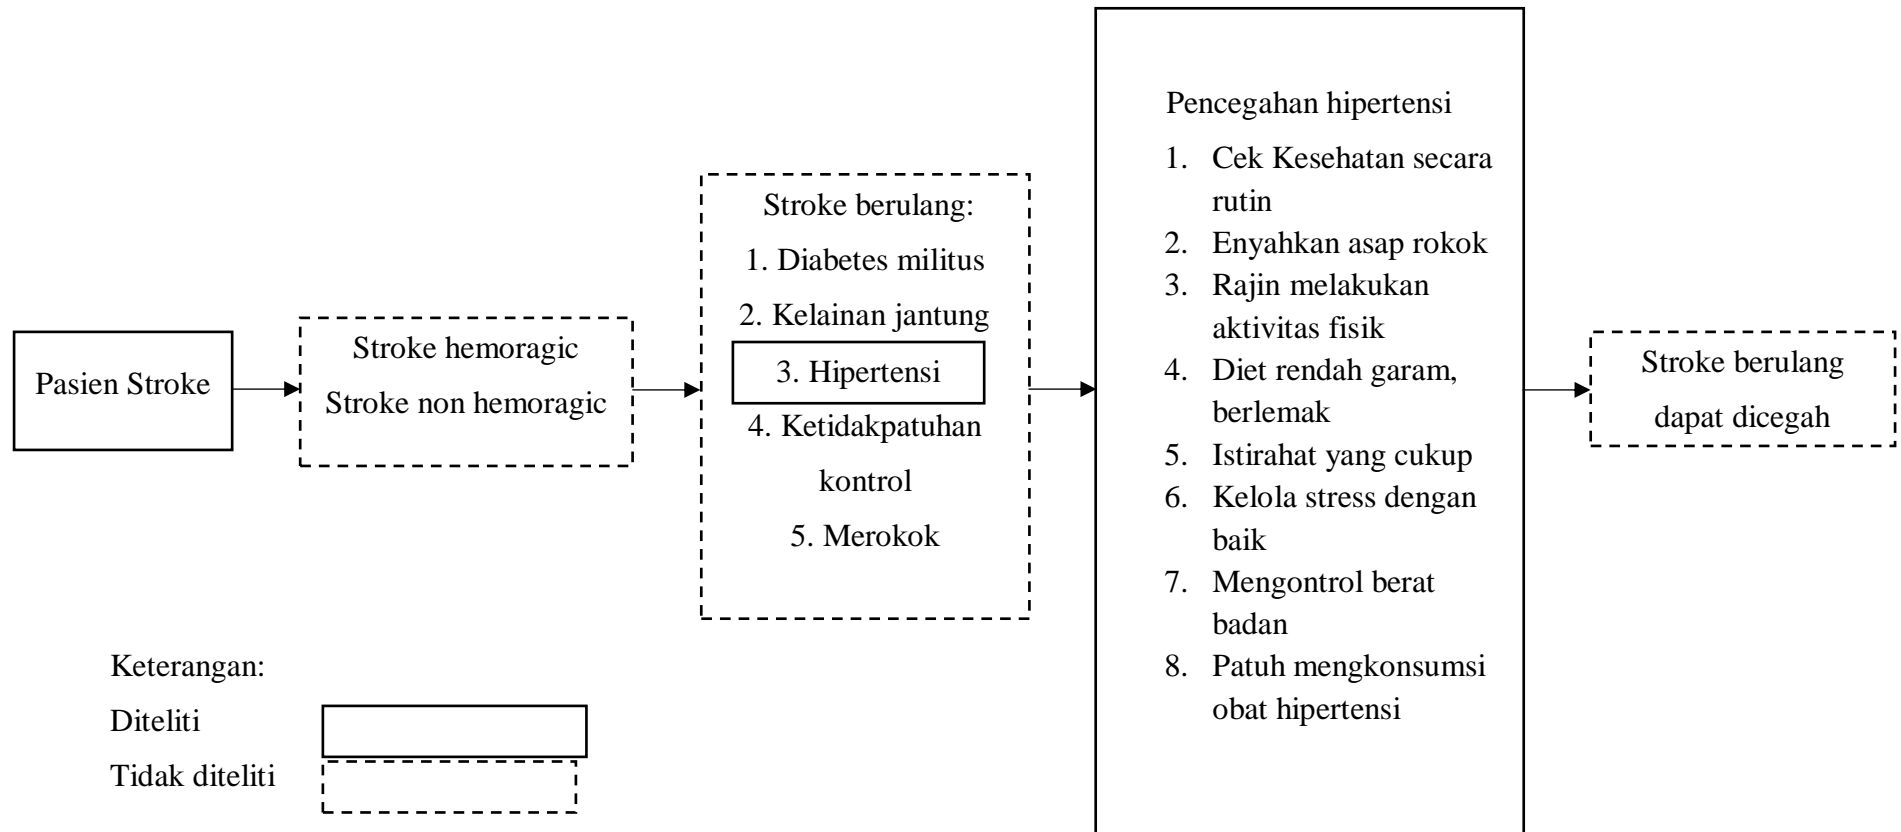 Pasien Stroke
Stroke hemoragic
Stroke non hemoragic
Stroke berulang:
1. Diabetes militus
2. Kelainan jantung
3. Hipertensi
4. Ketidakpatuhan
kontrol
5. Merokok
Pencegahan hipertensi
1. Cek Kesehatan secara
rutin
2. Enyahkan asap rokok
3. Rajin melakukan
aktivitas fisik
4. Diet rendah garam,
berlemak
5. Istirahat yang cukup
6. Kelola stress dengan
baik
7. Mengontrol berat
badan
8. Patuh mengkonsumsi
obat hipertensi
Stroke berulang
dapat dicegah
Keterangan:
Diteliti
Tidak diteliti